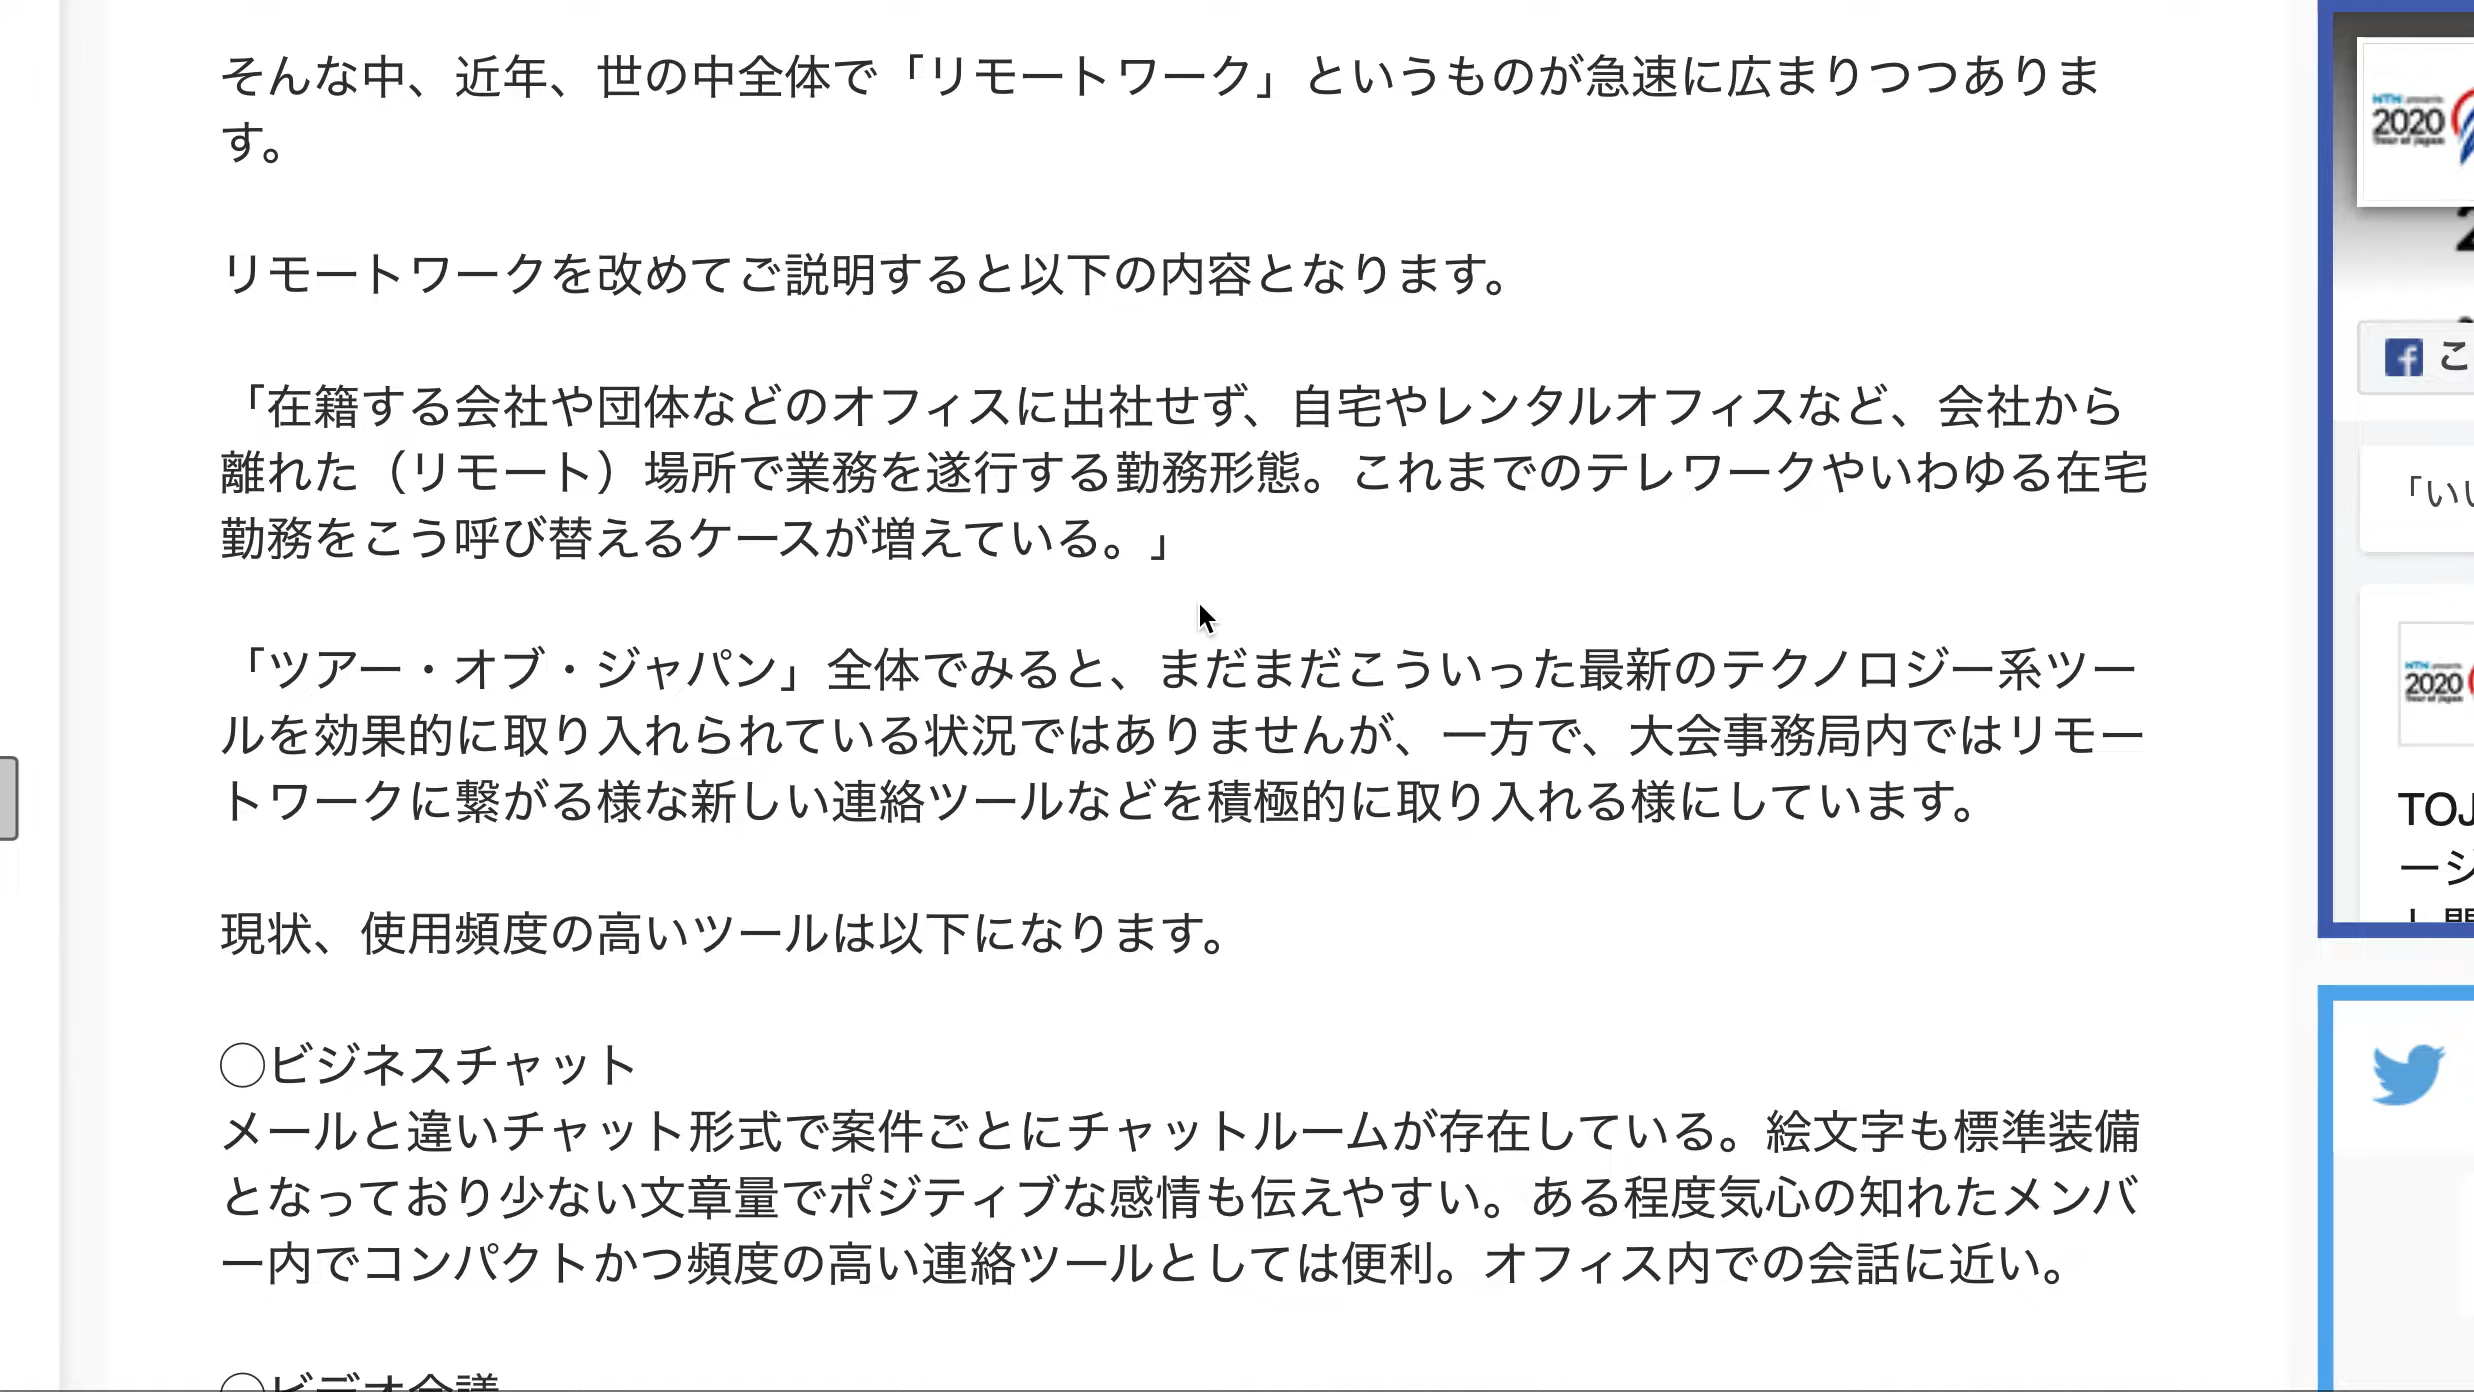 そんな中、近年、世の中全体で「リモートワーク」というものが急速に広まりつつありま
す。
リモートワークを改めてご説明すると以下の内容となります。
「在籍する会社や団体などのオフィスに出社せず、自宅やレンタルオフィスなど、会社から
離れた（リモート）場所で業務を遂行する勤務形態。これまでのテレワークやいわゆる在宅
勤務をこう呼び替えるケースが増えている。」
「ツアー・オブ・ジャパン」全体でみると、まだまだこういった最新のテクノロジー系ツー
ルを効果的に取り入れられている状況ではありませんが、一方で、大会事務局内ではリモー
トワークに繋がる様な新しい連絡ツールなどを積極的に取り入れる様にしています。
現状、使用頻度の高いツールは以下になります。
◯ビジネスチャット
メールと違いチャット形式で案件ごとにチャットルームが存在している。絵文字も標準装備
となっており少ない文章量でポジティブな感情も伝えやすい。ある程度気心の知れたメンバ
ー内でコンパクトかつ頻度の高い連絡ツールとしては便利。オフィス内での会話に近い。
◯ビデオ会議
NTN presents
2020
Tour of Japan
2
こ
「いい
NTN presents
2020
Tour of Japan
TOJ
ージ